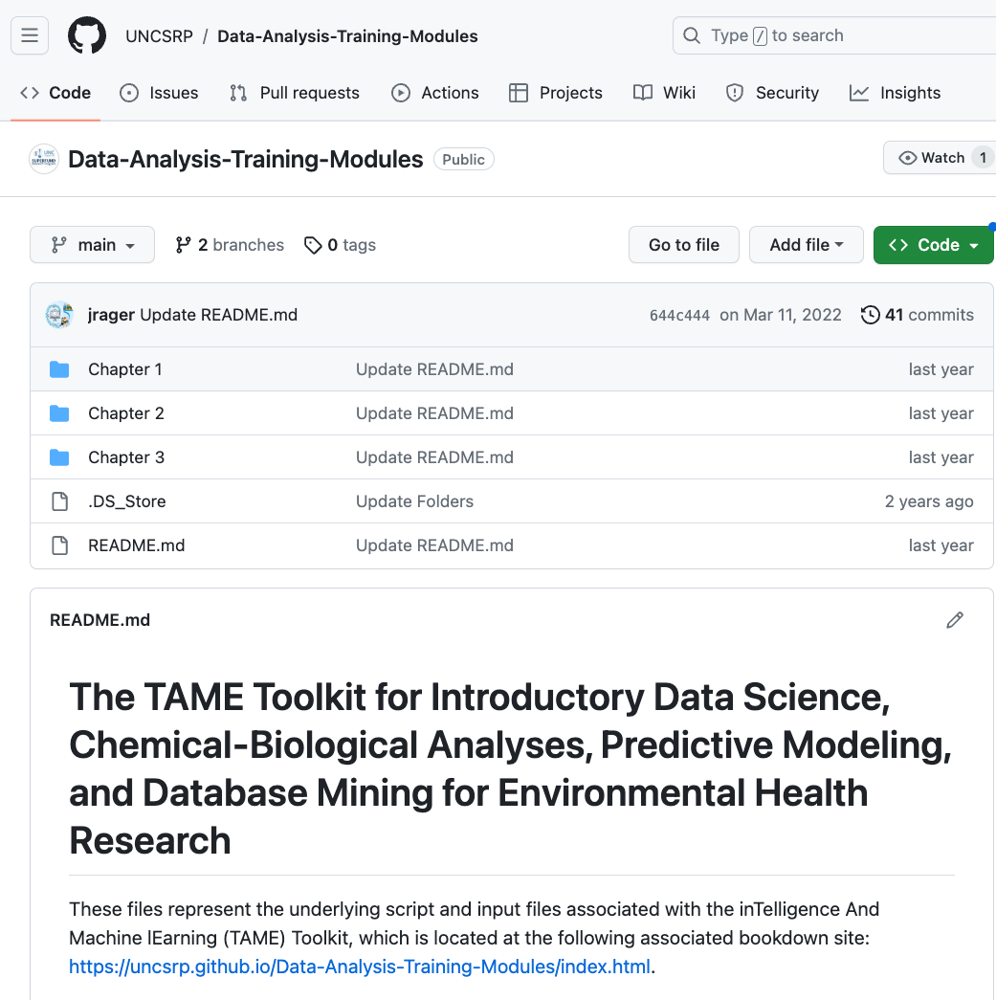 UNCSRP / Data-Analysis-Training-Modules
Type / to search
Code Issues Pull requests Actions Projects Wiki Security Insights
Data-Analysis-Training-Modules Public
Watch 1
main 2 branches 0 tags Go to file Add file Code
jrager Update README.md 644c444 on Mar 11, 2022 41 commits
Chapter 1 Update README.md last year
Chapter 2 Update README.md last year
Chapter 3 Update README.md last year
.DS_Store Update Folders 2 years ago
README.md Update README.md last year
README.md
The TAME Toolkit for Introductory Data Science,
Chemical-Biological Analyses, Predictive Modeling,
and Database Mining for Environmental Health
Research
These files represent the underlying script and input files associated with the inTelligence And
Machine lEarning (TAME) Toolkit, which is located at the following associated bookdown site:
https://uncsrp.github.io/Data-Analysis-Training-Modules/index.html.